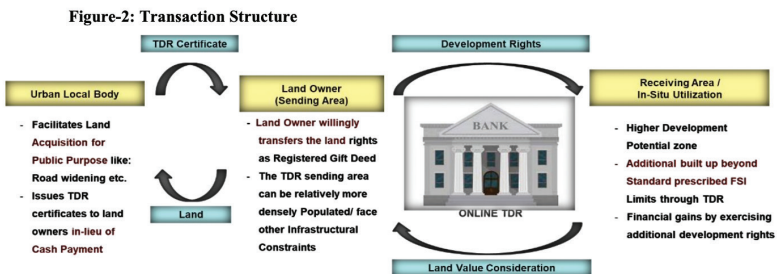 Figure-2: Transaction Structure
TDR Certificate
Development Rights
Urban Local Body
- Facilitates Land
Acquisition for
Public Purpose like:
Road widening etc.
- Issues TDR
certificates to land
owners in-lieu of
Cash Payment
Land
Land Owner
(Sending Area)
- Land Owner willingly
transfers the land rights
as Registered Gift Deed
- The TDR sending area
can be relatively more
densely Populated/ face
other Infrastructural
Constraints
BANK
ONLINE TDR
Receiving Area /
In-Situ Utilization
- Higher Development
Potential zone
- Additional built up beyond
Standard prescribed FSI
Limits through TDR
- Financial gains by exercising
additional development rights
Land Value Consideration